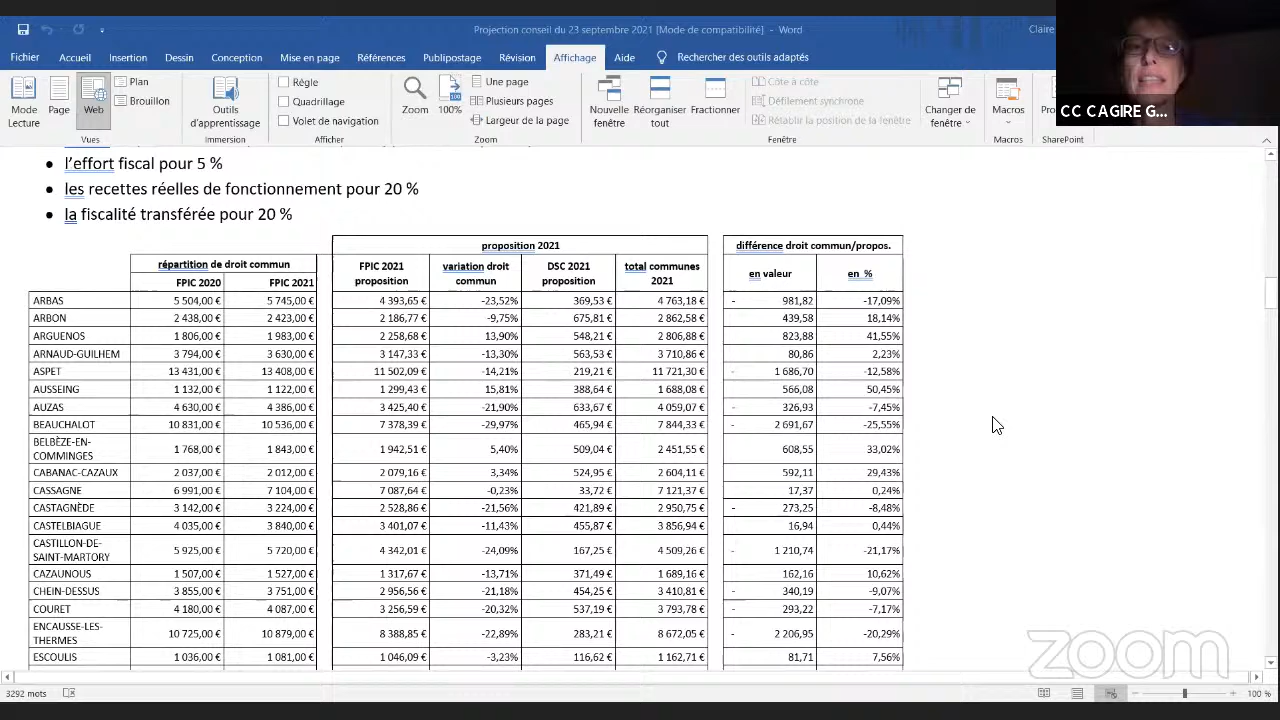 Projection conseil du 23 septembre 2021 [Mode de compatibilité] - Word
Claire
Fichier Accueil Insertion Dessin Conception Mise en page Références Publipostage Révision Affichage Aide Rechercher des outils adaptés
Mode Lecture
Page
Web
Plan
Brouillon
Vues
Outils d'apprentissage
Immersion
Règle
Quadrillage
Volet de navigation
Afficher
Zoom
100%
Une page
Plusieurs pages
Largeur de la page
Zoom
Nouvelle fenêtre
Réorganiser tout
Fractionner
Côte à côte
Défilement synchrone
Rétablir la position de la fenêtre
Changer de fenêtre
Fenêtre
Macros
Macros
SharePoint
CC CAGIRE G...
• l'effort fiscal pour 5 %
• les recettes réelles de fonctionnement pour 20 %
• la fiscalité transférée pour 20 %
proposition 2021 différence droit commun/propos.
répartition de droit commun FPIC 2021 proposition variation droit commun DSC 2021 proposition total communes 2021 en valeur en %
FPIC 2020 FPIC 2021
ARBAS 5 504,00 € 5 745,00 € 4 393,65 € -23,52% 369,53 € 4 763,18 € - 981,82 -17,09%
ARBON 2 438,00 € 2 423,00 € 2 186,77 € -9,75% 675,81 € 2 862,58 € 439,58 18,14%
ARGUENOS 1 806,00 € 1 983,00 € 2 258,68 € 13,90% 548,21 € 2 806,88 € 823,88 41,55%
ARNAUD-GUILHEM 3 794,00 € 3 630,00 € 3 147,33 € -13,30% 563,53 € 3 710,86 € 80,86 2,23%
ASPET 13 431,00 € 13 408,00 € 11 502,09 € -14,21% 219,21 € 11 721,30 € - 1 686,70 -12,58%
AUSSEING 1 132,00 € 1 122,00 € 1 299,43 € 15,81% 388,64 € 1 688,08 € 566,08 50,45%
AUZAS 4 630,00 € 4 386,00 € 3 425,40 € -21,90% 633,67 € 4 059,07 € - 326,93 -7,45%
BEAUCHALOT 10 831,00 € 10 536,00 € 7 378,39 € -29,97% 465,94 € 7 844,33 € - 2 691,67 -25,55%
BELBÈZE-EN-COMMINGES 1 768,00 € 1 843,00 € 1 942,51 € 5,40% 509,04 € 2 451,55 € 608,55 33,02%
CABANAC-CAZAUX 2 037,00 € 2 012,00 € 2 079,16 € 3,34% 524,95 € 2 604,11 € 592,11 29,43%
CASSAGNE 6 991,00 € 7 104,00 € 7 087,64 € -0,23% 33,72 € 7 121,37 € 17,37 0,24%
CASTAGNÈDE 3 142,00 € 3 224,00 € 2 528,86 € -21,56% 421,89 € 2 950,75 € - 273,25 -8,48%
CASTELBIAGUE 4 035,00 € 3 840,00 € 3 401,07 € -11,43% 455,87 € 3 856,94 € 16,94 0,44%
CASTILLON-DE-SAINT-MARTORY 5 925,00 € 5 720,00 € 4 342,01 € -24,09% 167,25 € 4 509,26 € - 1 210,74 -21,17%
CAZAUNOUS 1 507,00 € 1 527,00 € 1 317,67 € -13,71% 371,49 € 1 689,16 € 162,16 10,62%
CHEIN-DESSUS 3 855,00 € 3 751,00 € 2 956,56 € -21,18% 454,25 € 3 410,81 € - 340,19 -9,07%
COURET 4 180,00 € 4 087,00 € 3 256,59 € -20,32% 537,19 € 3 793,78 € - 293,22 -7,17%
ENCAUSSE-LES-THERMES 10 725,00 € 10 879,00 € 8 388,85 € -22,89% 283,21 € 8 672,05 € - 2 206,95 -20,29%
ESCOULIS 1 036,00 € 1 081,00 € 1 046,09 € -3,23% 116,62 € 1 162,71 € 81,71 7,56%
zoom
3292 mots
100 %